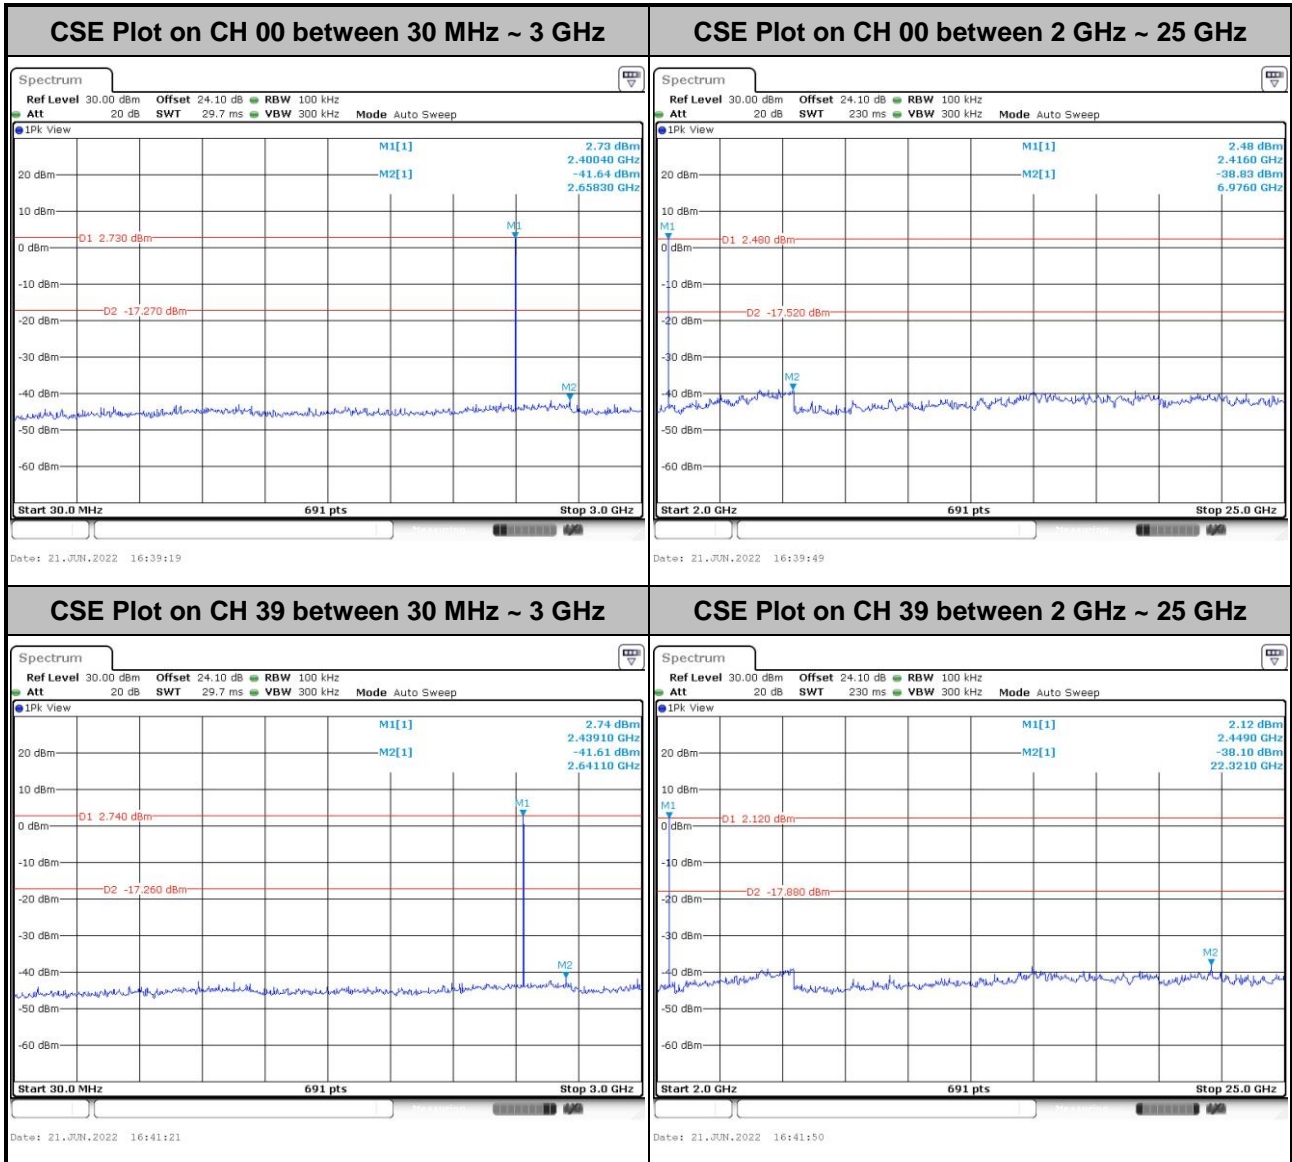 CSE Plot on CH 00 between 30 MHz ~ 3 GHz
Spectrum
Ref Level 30.00 dBm Offset 24.10 dB RBW 100 kHz
Att 20 dB SWT 29.7 ms VBW 300 kHz Mode Auto Sweep
1Pk View
M1[1] 2.73 dBm
2.40040 GHz
20 dBm M2[1] -41.64 dBm
2.65830 GHz
10 dBm
M1
D1 2.730 dBm
0 dBm
-10 dBm
D2 -17.270 dBm
-20 dBm
-30 dBm
M2
-40 dBm
-50 dBm
-60 dBm
Start 30.0 MHz 691 pts Stop 3.0 GHz
Date: 21.JUN.2022 16:39:19
CSE Plot on CH 00 between 2 GHz ~ 25 GHz
Spectrum
Ref Level 30.00 dBm Offset 24.10 dB RBW 100 kHz
Att 20 dB SWT 230 ms VBW 300 kHz Mode Auto Sweep
1Pk View
M1[1] 2.48 dBm
2.4160 GHz
20 dBm M2[1] -38.83 dBm
6.9760 GHz
10 dBm
M1
D1 2.480 dBm
0 dBm
-10 dBm
D2 -17.520 dBm
-20 dBm
-30 dBm
M2
-40 dBm
-50 dBm
-60 dBm
Start 2.0 GHz 691 pts Stop 25.0 GHz
Date: 21.JUN.2022 16:39:49
CSE Plot on CH 39 between 30 MHz ~ 3 GHz
Spectrum
Ref Level 30.00 dBm Offset 24.10 dB RBW 100 kHz
Att 20 dB SWT 29.7 ms VBW 300 kHz Mode Auto Sweep
1Pk View
M1[1] 2.74 dBm
2.43910 GHz
20 dBm M2[1] -41.61 dBm
2.64110 GHz
10 dBm
M1
D1 2.740 dBm
0 dBm
-10 dBm
D2 -17.260 dBm
-20 dBm
-30 dBm
M2
-40 dBm
-50 dBm
-60 dBm
Start 30.0 MHz 691 pts Stop 3.0 GHz
Date: 21.JUN.2022 16:41:21
CSE Plot on CH 39 between 2 GHz ~ 25 GHz
Spectrum
Ref Level 30.00 dBm Offset 24.10 dB RBW 100 kHz
Att 20 dB SWT 230 ms VBW 300 kHz Mode Auto Sweep
1Pk View
M1[1] 2.12 dBm
2.4490 GHz
20 dBm M2[1] -38.10 dBm
22.3210 GHz
10 dBm
M1
D1 2.120 dBm
0 dBm
-10 dBm
D2 -17.880 dBm
-20 dBm
-30 dBm
M2
-40 dBm
-50 dBm
-60 dBm
Start 2.0 GHz 691 pts Stop 25.0 GHz
Date: 21.JUN.2022 16:41:50